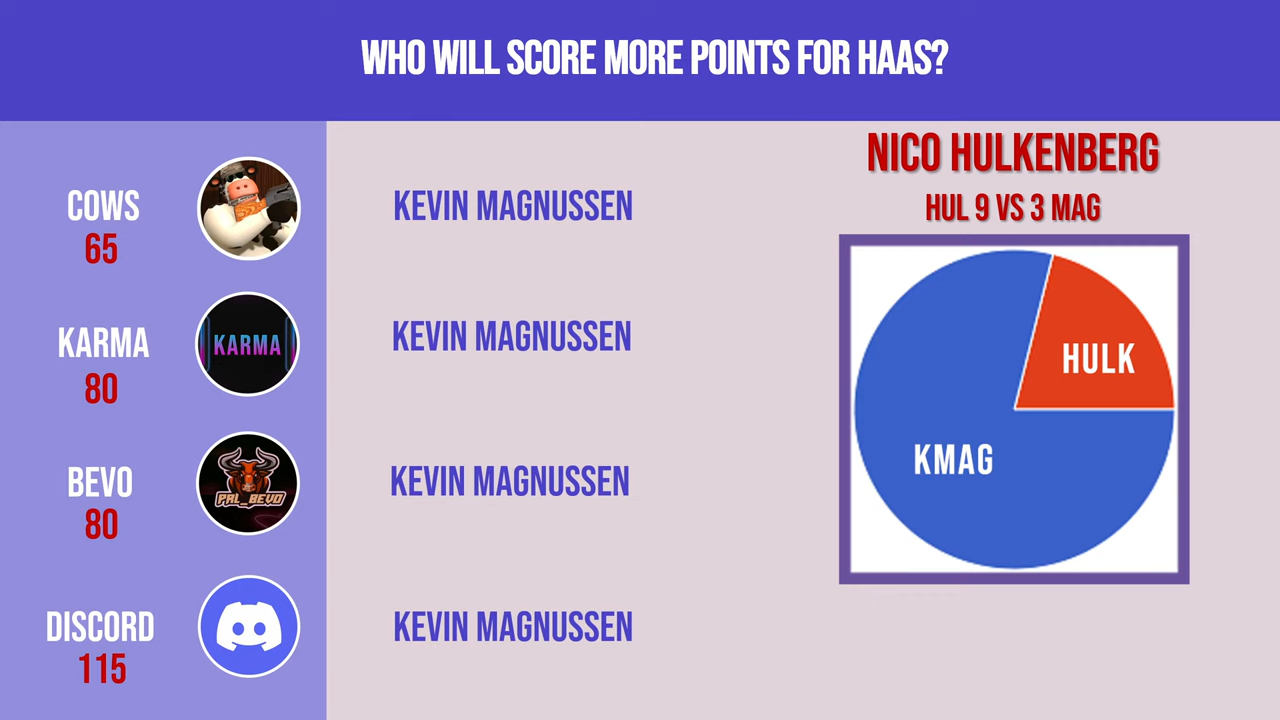 WHO WILL SCORE MORE POINTS FOR HAAS?
COWS
65
KEVIN MAGNUSSEN
KARMA
80
KARMA
KEVIN MAGNUSSEN
BEVO
80
PRL_BEVO
KEVIN MAGNUSSEN
DISCORD
115
KEVIN MAGNUSSEN
NICO HULKENBERG
HUL 9 VS 3 MAG
HULK
KMAG